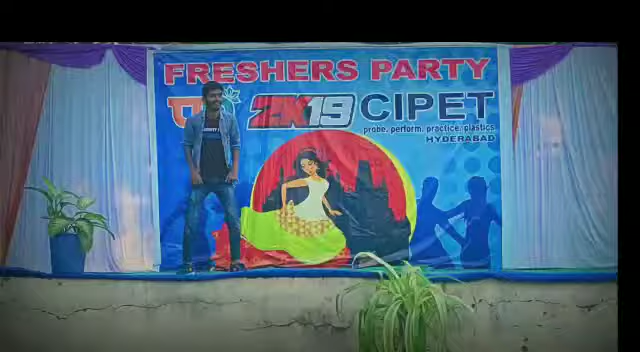 FRESHERS PARTY
2K19 CIPET
probe. perform. practice. plastics
HYDERABAD